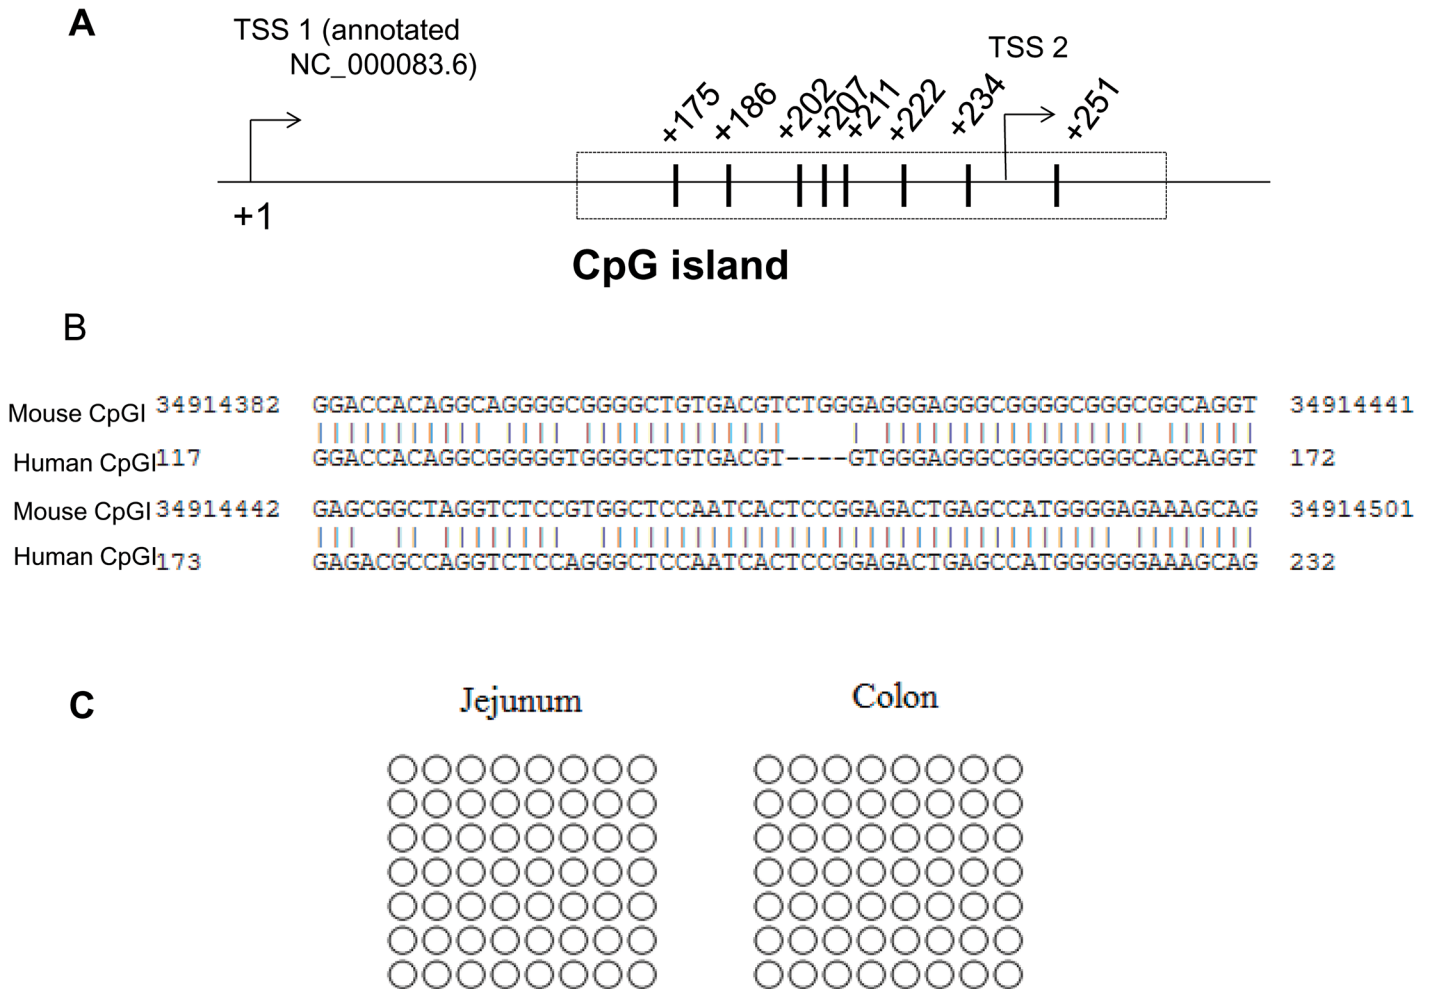 A
TSS 1 (annotated
NC_000083.6)
TSS 2
+175
+186
+202
+207
+211
+222
+234
+251
+1
CpG island
B
Mouse CpGI 34914382 GGACCACAGGCAGGGGCGGGGCTGTGACGTCTGGGAGGGAGGGCGGGGCGGGCGGCAGGT 34914441
Human CpGI 117 GGACCACAGGCGGGGGTGGGGCTGTGACGT----GTGGGAGGGCGGGGCGGGCAGCAGGT 172
Mouse CpGI 34914442 GAGCGGCTAGGTCTCCGTGGCTCCAATCACTCCGGAGACTGAGCCATGGGGAGAAAGCAG 34914501
Human CpGI 173 GAGACGCCAGGTCTCCAGGGCTCCAATCACTCCGGAGACTGAGCCATGGGGGGAAAGCAG 232
C
Jejunum
Colon